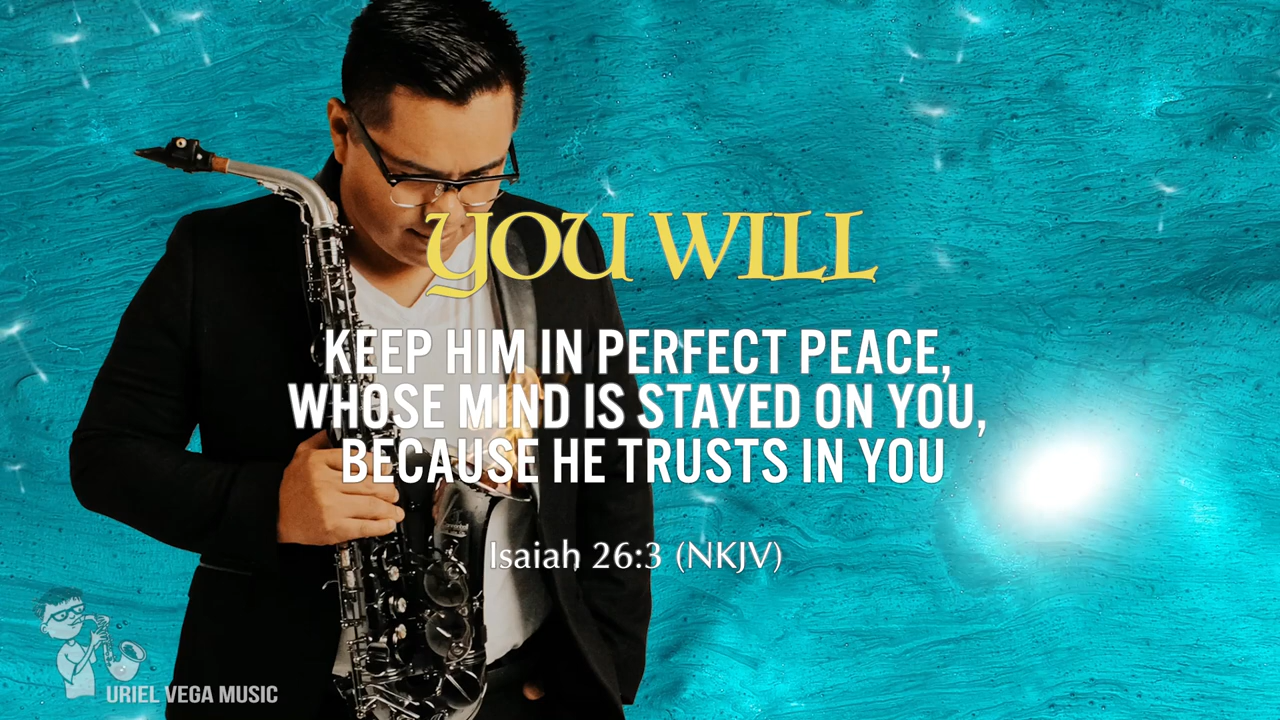 YOU WILL
KEEP HIM IN PERFECT PEACE,
WHOSE MIND IS STAYED ON YOU,
BECAUSE HE TRUSTS IN YOU
Isaiah 26:3 (NKJV)
URIEL VEGA MUSIC